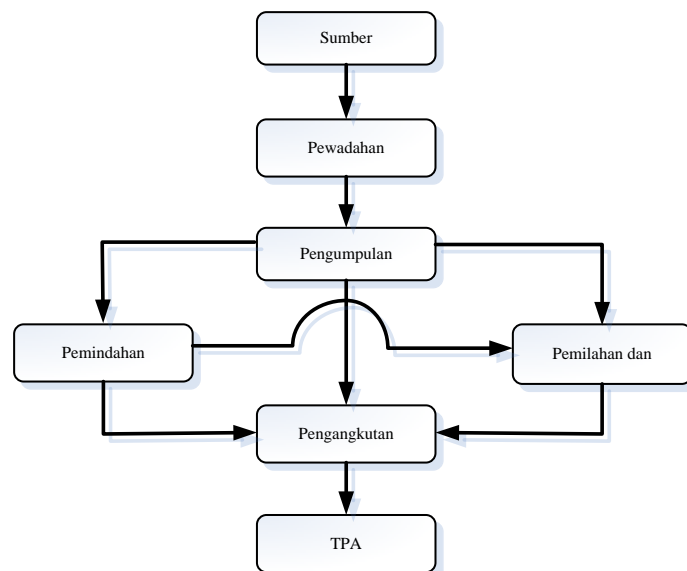 Sumber
Pewadahan
Pengumpulan
Pemindahan
Pemilahan dan
Pengangkutan
TPA